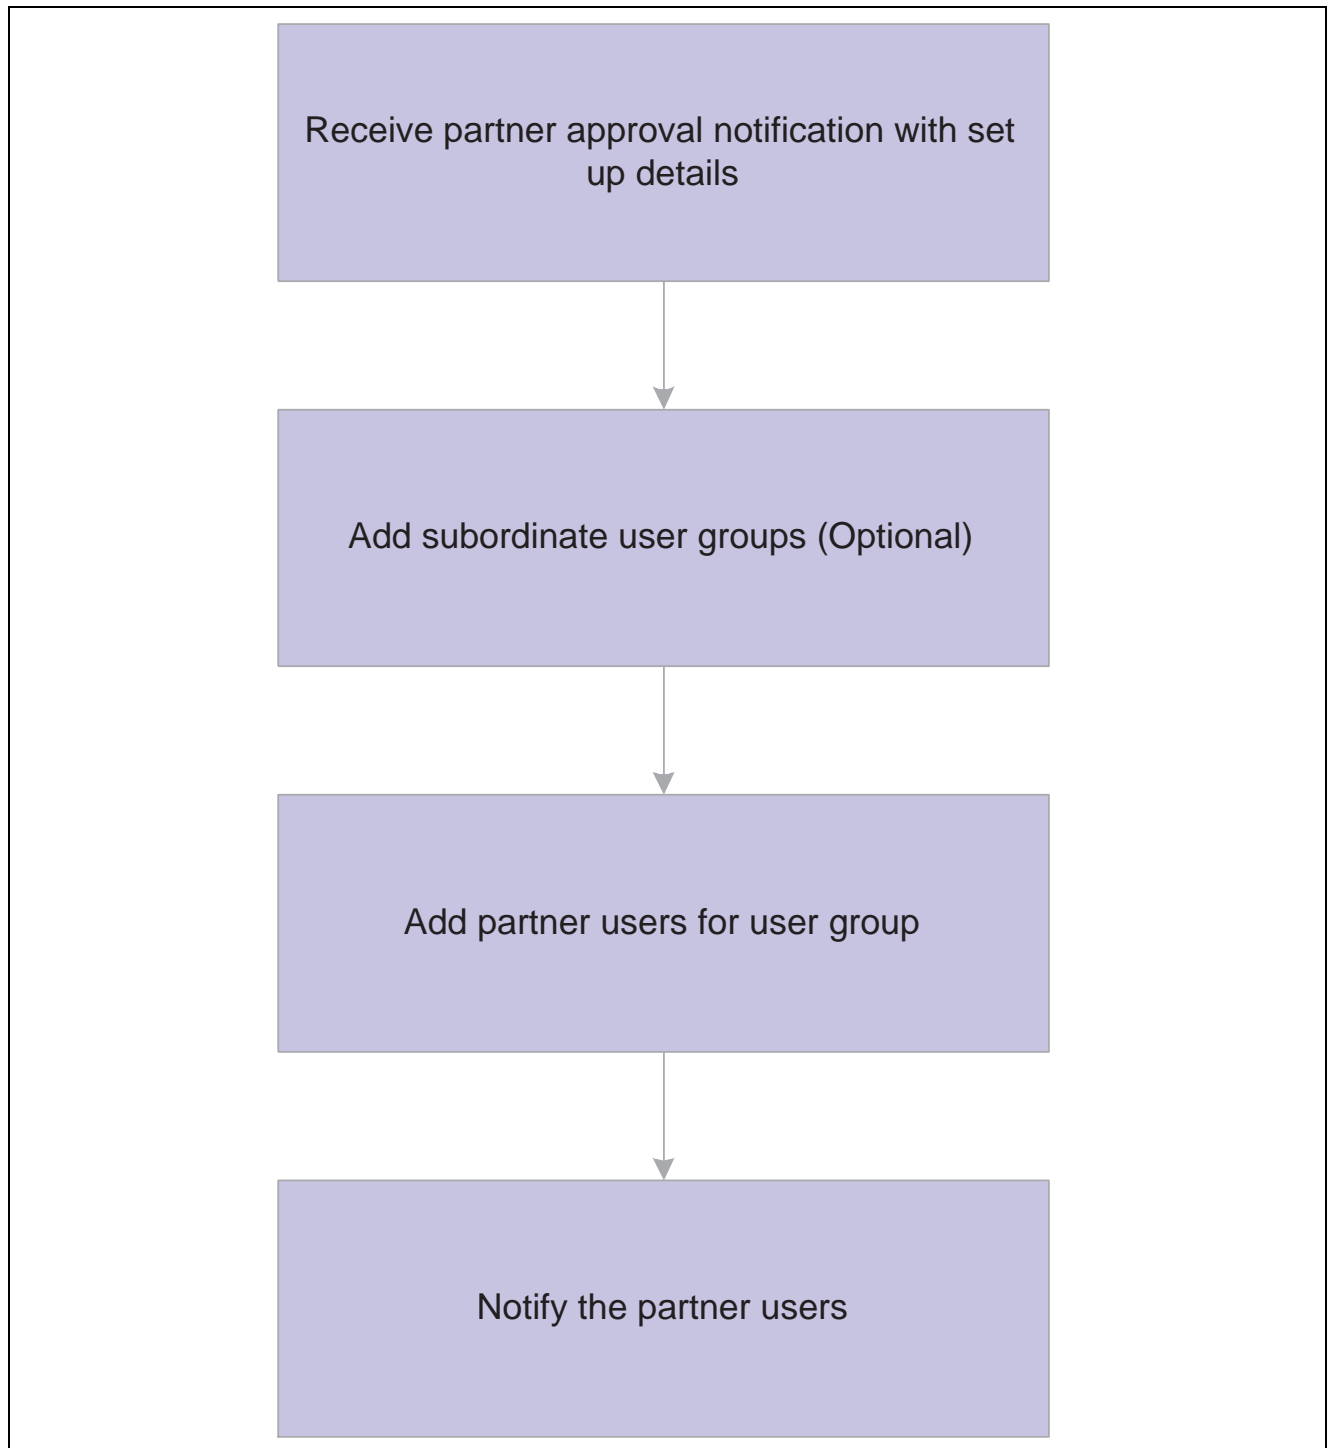 Receive partner approval notification with set
up details
Add subordinate user groups (Optional)
Add partner users for user group
Notify the partner users